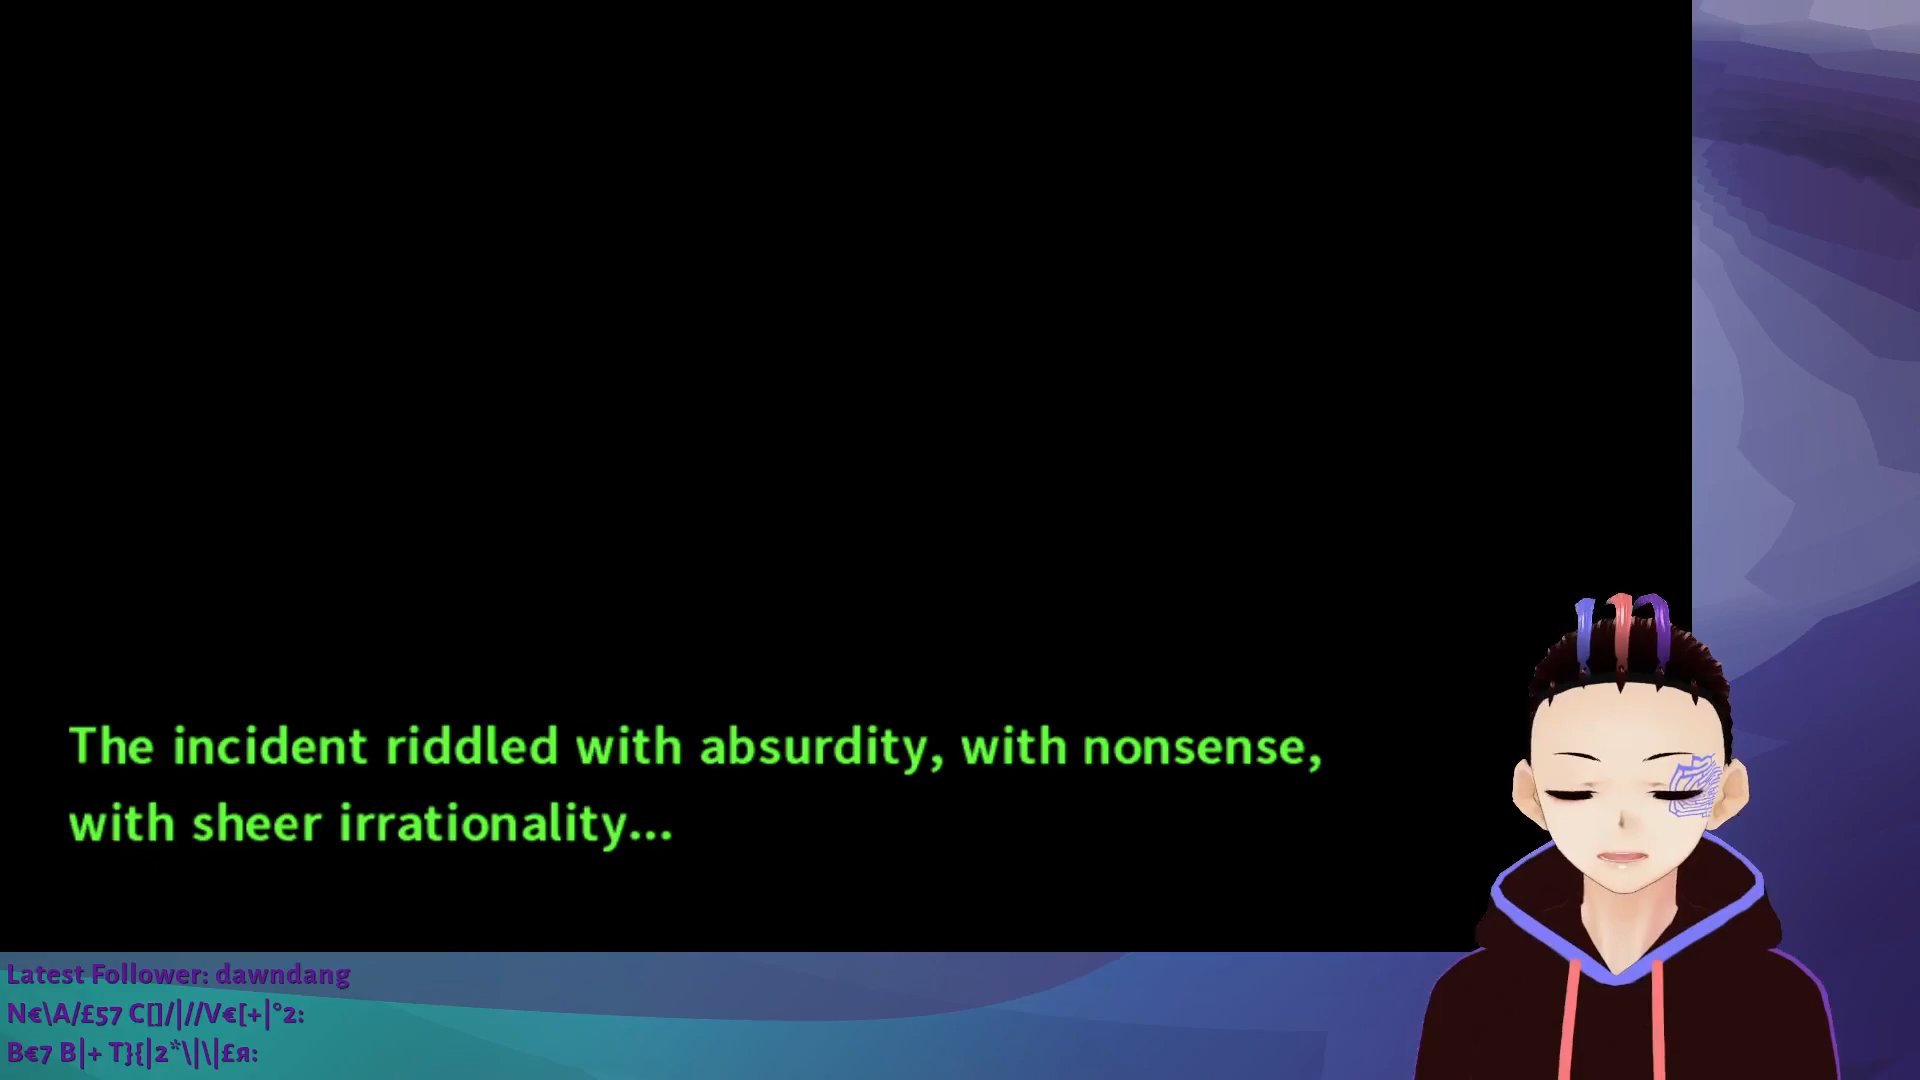 The incident riddled with absurdity, with nonsense,
with sheer irrationality...
Latest Follower: dawndang
N€\A/£57 C[]/|//V€[+|°2:
B€7 B|+ T}{|2*\|\|£я: